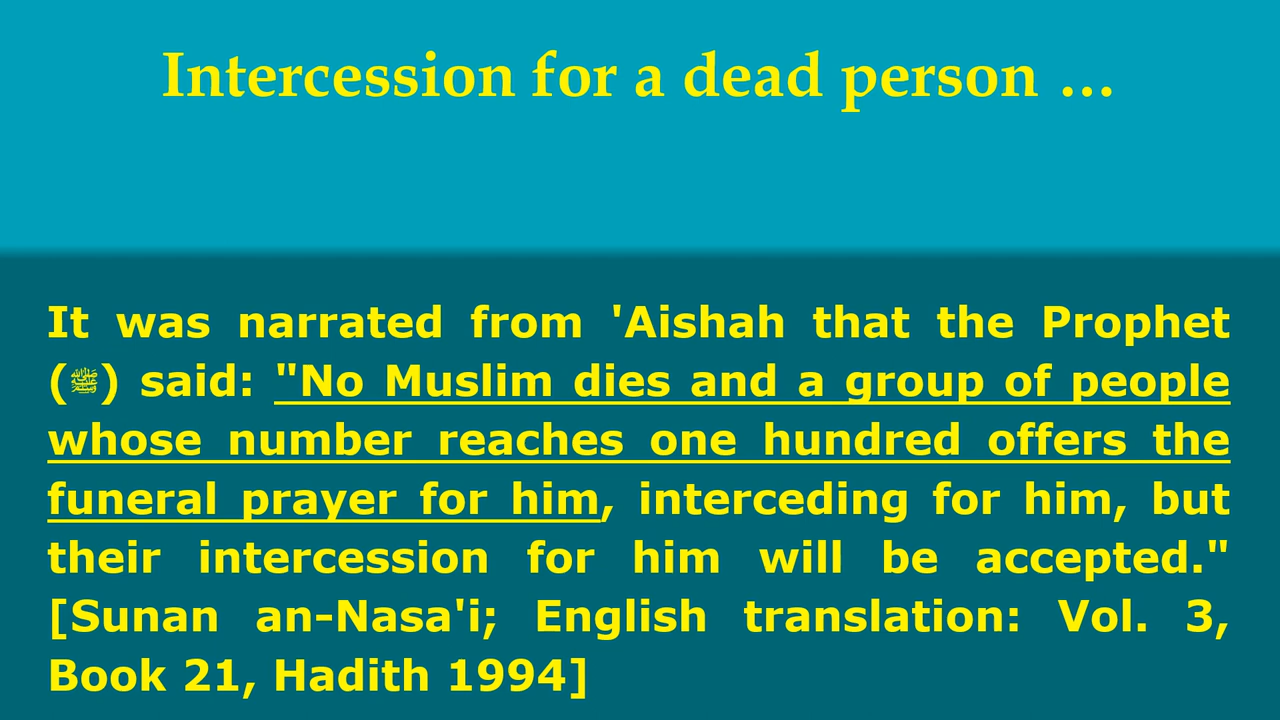 Intercession for a dead person ...
It was narrated from 'Aishah that the Prophet
(ﷺ) said: "No Muslim dies and a group of people
whose number reaches one hundred offers the
funeral prayer for him, interceding for him, but
their intercession for him will be accepted."
[Sunan an-Nasa'i; English translation: Vol. 3,
Book 21, Hadith 1994]